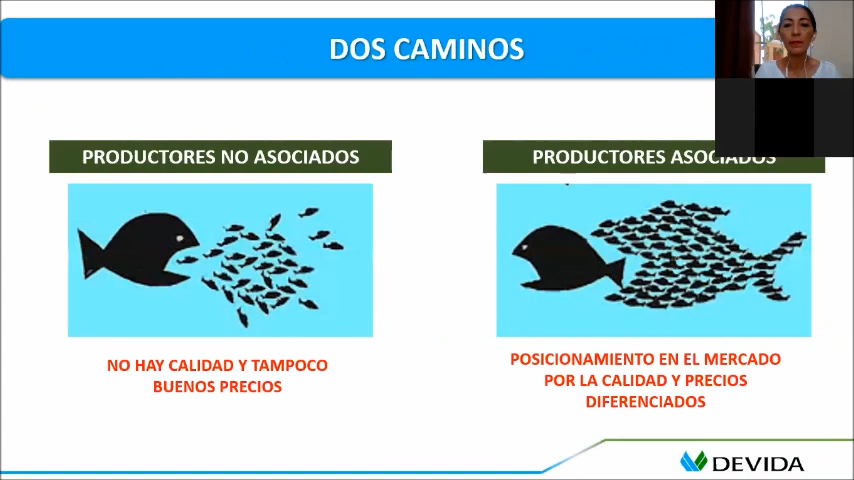 DOS CAMINOS
PRODUCTORES NO ASOCIADOS
PRODUCTORES ASOCIADOS
NO HAY CALIDAD Y TAMPOCO
BUENOS PRECIOS
POSICIONAMIENTO EN EL MERCADO
POR LA CALIDAD Y PRECIOS
DIFERENCIADOS
DEVIDA